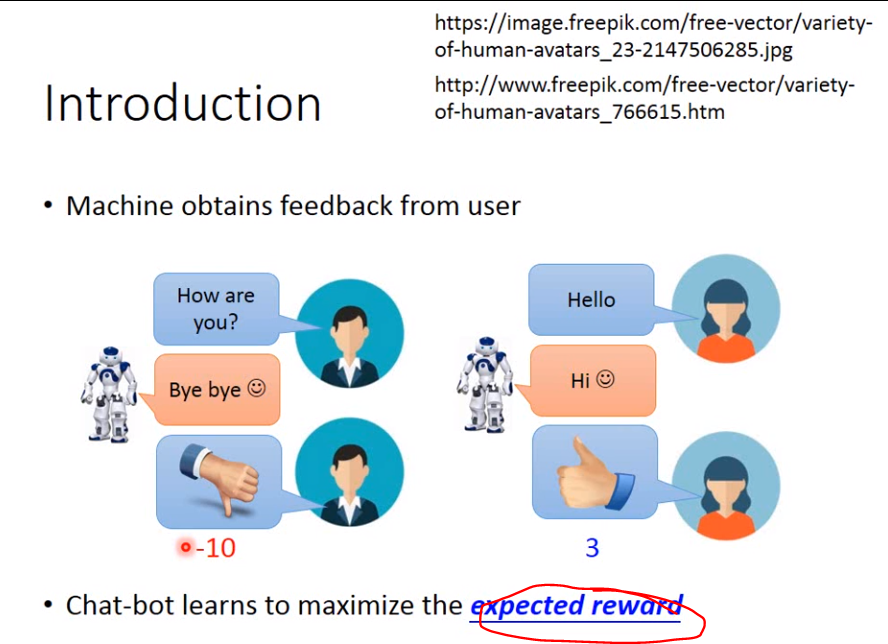 https://image.freepik.com/free-vector/variety-
of-human-avatars_23-2147506285.jpg
http://www.freepik.com/free-vector/variety-
of-human-avatars_766615.htm
Introduction
• Machine obtains feedback from user
How are
you?
Bye bye ☺
-10
Hello
Hi ☺
3
• Chat-bot learns to maximize the expected reward